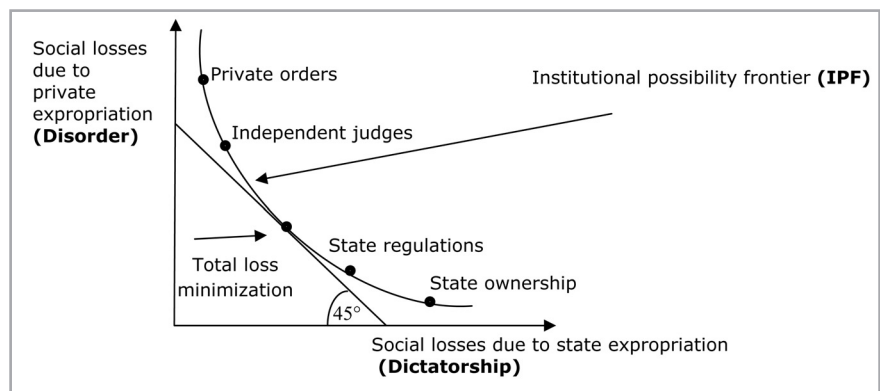 Social losses
due to
private
expropriation
(Disorder)
Private orders
Institutional possibility frontier (IPF)
Independent judges
State regulations
Total loss
minimization
State ownership
45°
Social losses due to state expropriation
(Dictatorship)